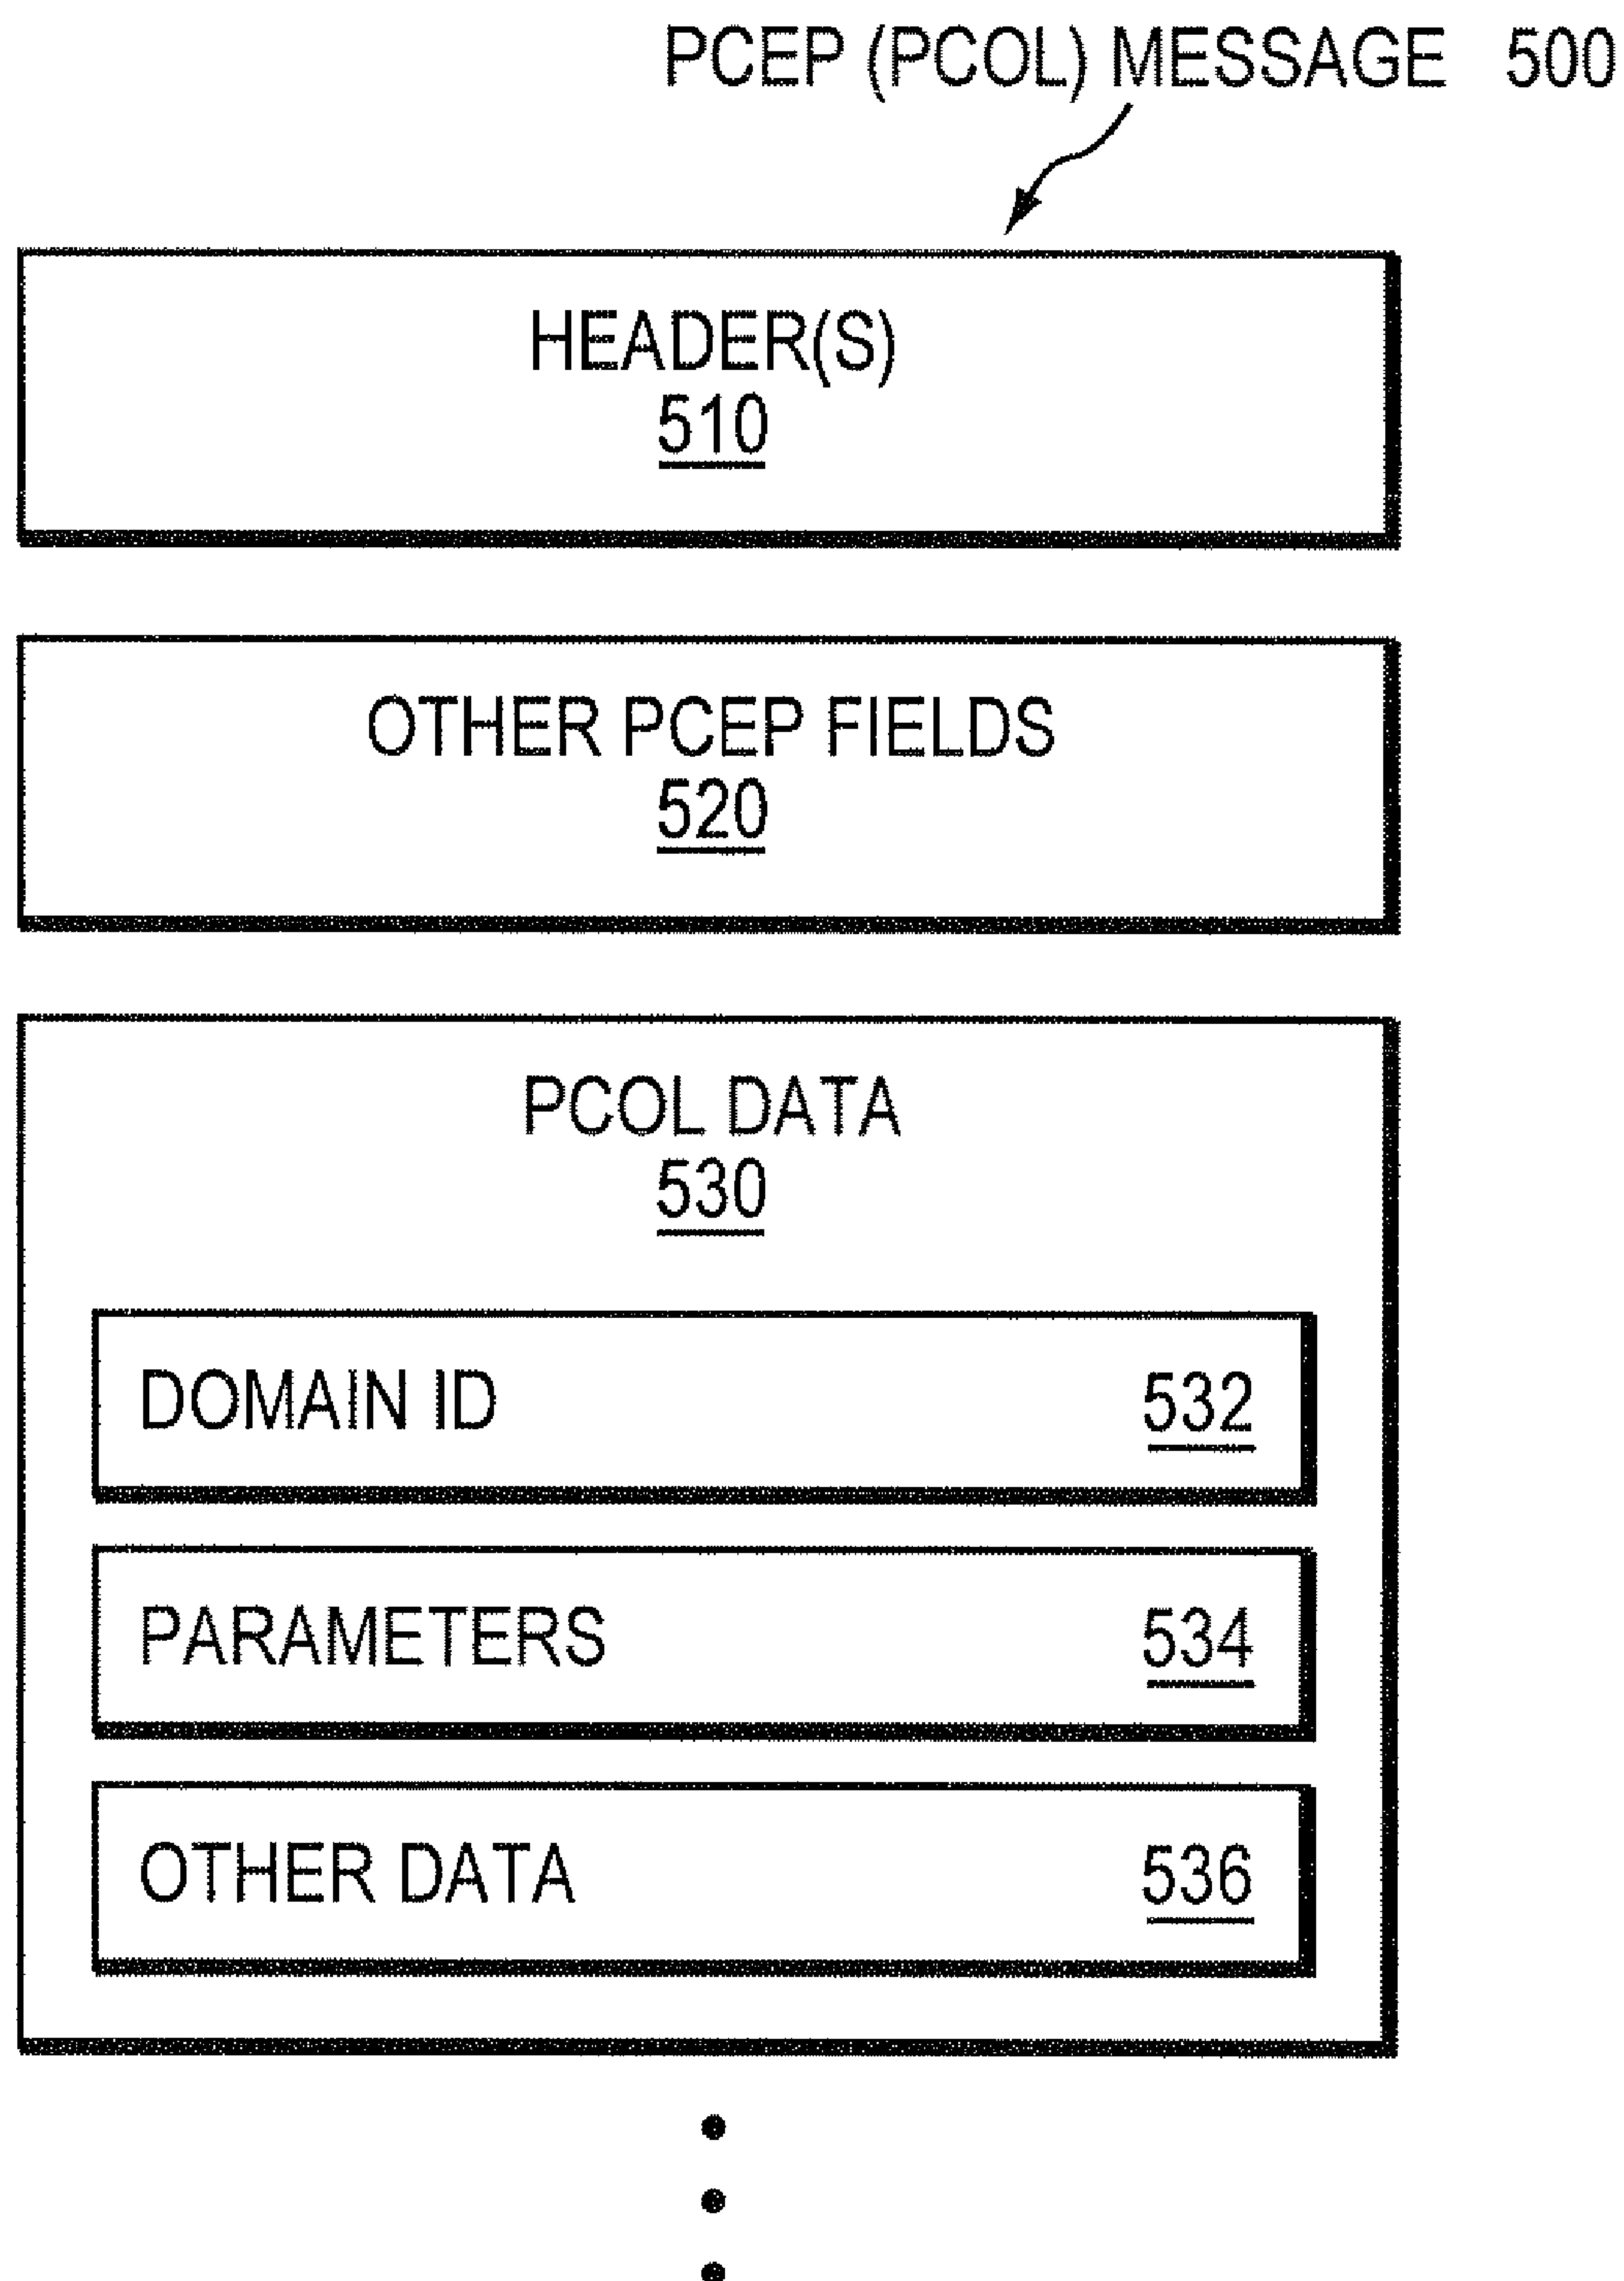 PCEP (PCOL) MESSAGE 500
HEADER(S)
510
OTHER PCEP FIELDS
520
PCOL DATA
530
DOMAIN ID 532
PARAMETERS 534
OTHER DATA 536